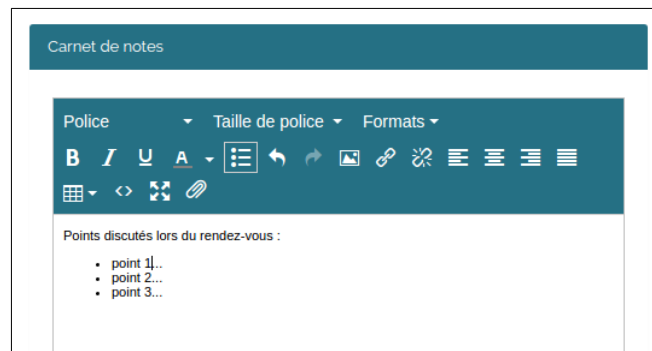 Carnet de notes
Police Taille de police Formats
B I U A
Points discutés lors du rendez-vous :
• point 1...
• point 2...
• point 3...